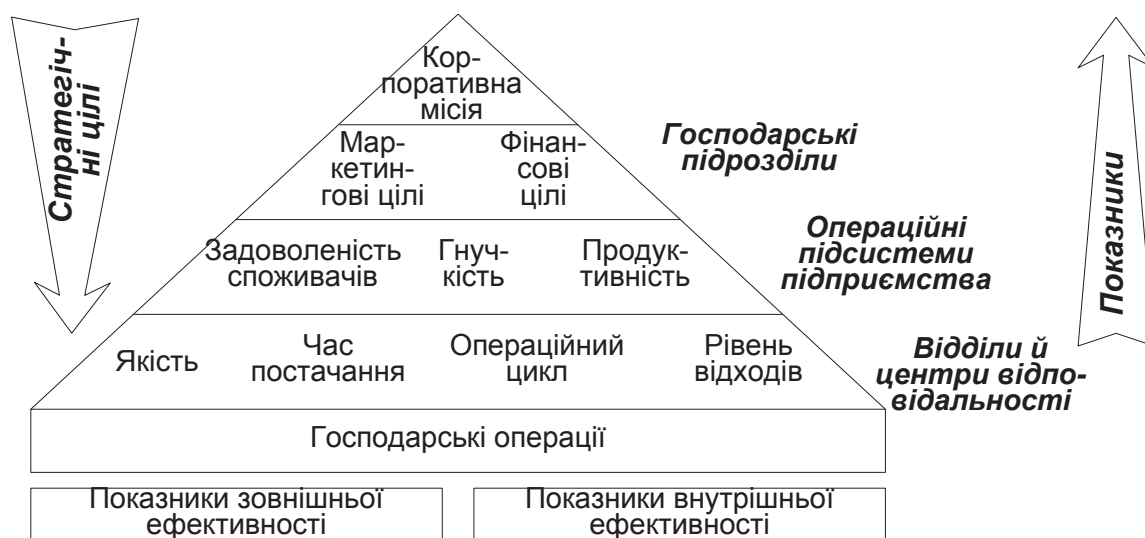 Стратегіч-
ні цілі
Кор-
поративна
місія
Мар-
кетин-
гові цілі
Фінан-
сові
цілі
Господарські
підрозділи
Задоволеність
споживачів
Гнуч-
кість
Продук-
тивність
Операційні
підсистеми
підприємства
Якість
Час
постачання
Операційний
цикл
Рівень
відходів
Відділи й
центри відпо-
відальності
Показники
Господарські операції
Показники зовнішньої
ефективності
Показники внутрішньої
ефективності